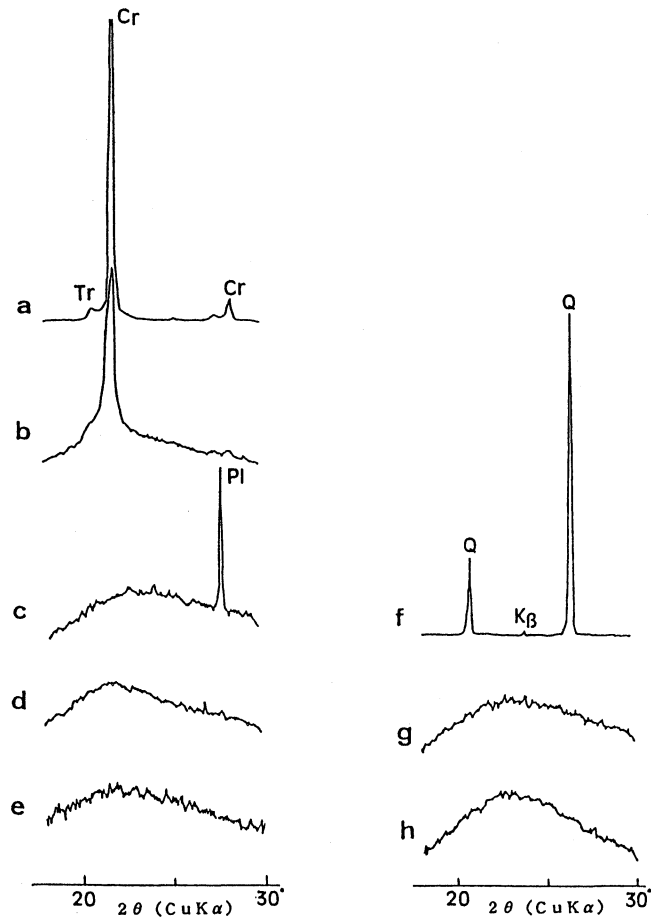 Cr
Tr
Cr
a
b
Pl
c
d
e
20
30°
2θ (CuKα)
Q
Q
Kβ
f
g
h
20
30°
2θ (CuKα)